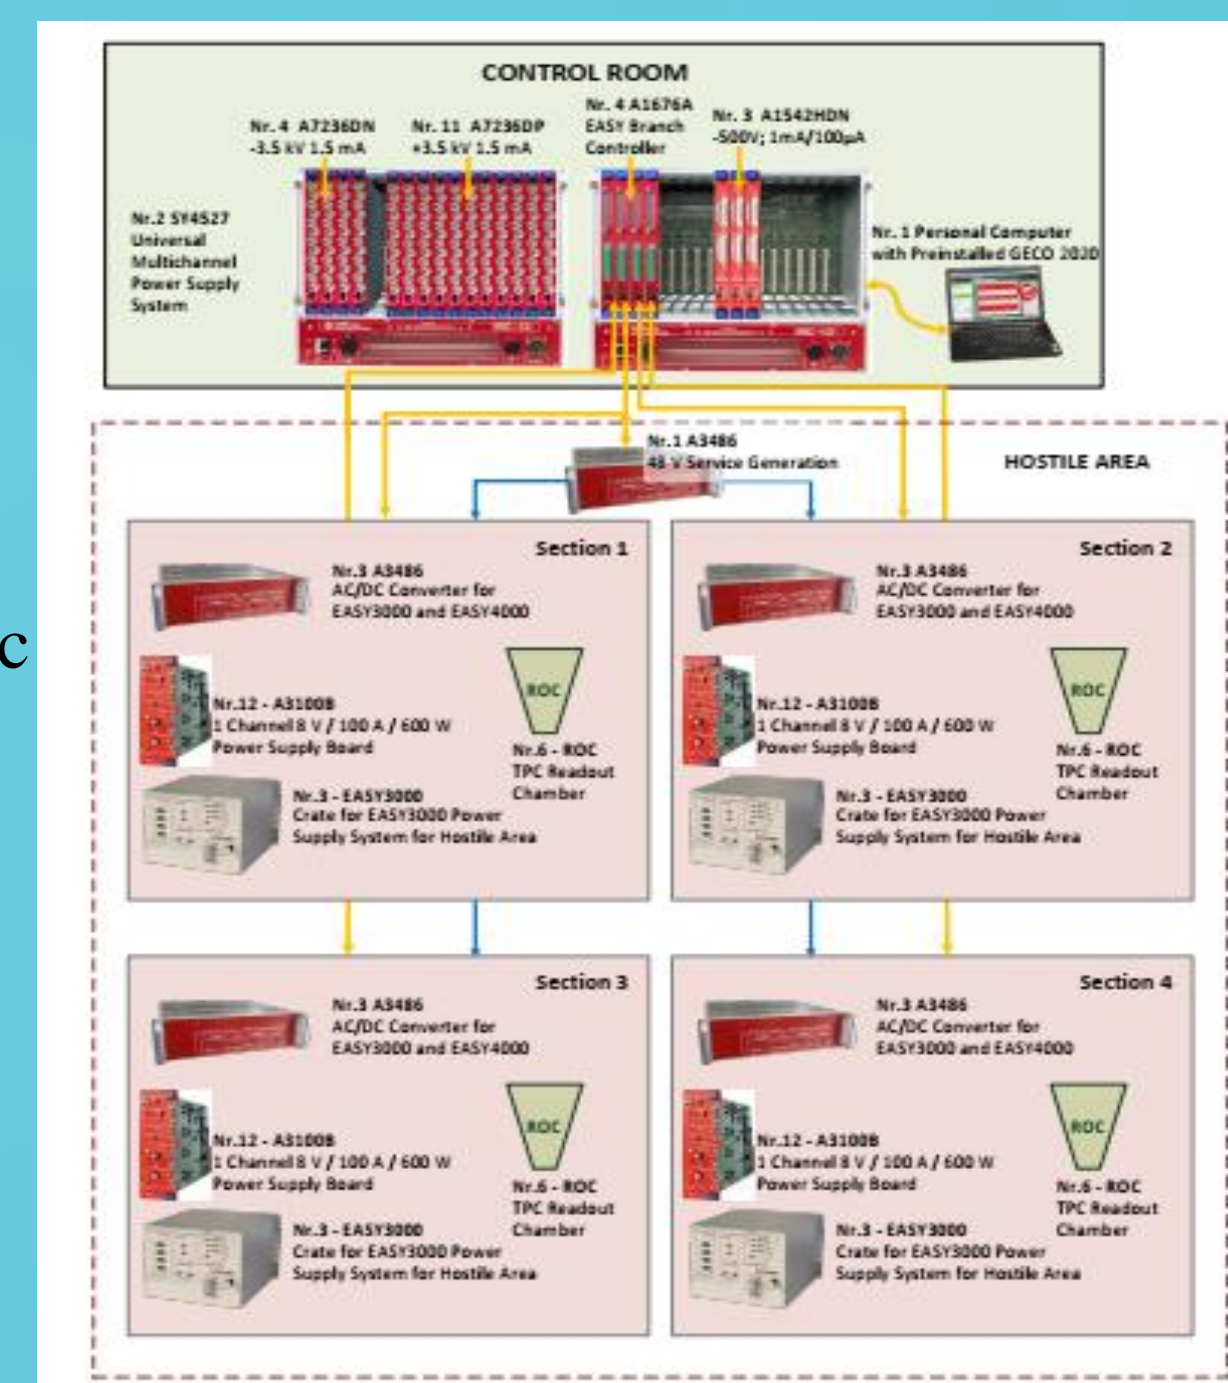 CONTROL ROOM
Nr. 4 A7236DN
-3.5 kV 1.5 mA
Nr. 11 A7236DP
+3.5 kV 1.5 mA
Nr. 4 A1676A
EASY Branch
Controller
Nr. 3 A1542HDN
-500V; 1mA/100µA
Nr.2 SY4527
Universal
Multichannel
Power Supply
System
Nr. 1 Personal Computer
with Preinstalled GECO 2020
Nr.1 A3486
48 V Service Generation
HOSTILE AREA
Section 1
Nr.3 A3486
AC/DC Converter for
EASY3000 and EASY4000
Nr.12 - A3100B
1 Channel 8 V / 100 A / 600 W
Power Supply Board
ROC
Nr.6 - ROC
TPC Readout
Chamber
Nr.3 - EASY3000
Crate for EASY3000 Power
Supply System for Hostile Area
Section 2
Nr.3 A3486
AC/DC Converter for
EASY3000 and EASY4000
Nr.12 - A3100B
1 Channel 8 V / 100 A / 600 W
Power Supply Board
ROC
Nr.6 - ROC
TPC Readout
Chamber
Nr.3 - EASY3000
Crate for EASY3000 Power
Supply System for Hostile Area
c
Section 3
Nr.3 A3486
AC/DC Converter for
EASY3000 and EASY4000
Nr.12 - A3100B
1 Channel 8 V / 100 A / 600 W
Power Supply Board
ROC
Nr.6 - ROC
TPC Readout
Chamber
Nr.3 - EASY3000
Crate for EASY3000 Power
Supply System for Hostile Area
Section 4
Nr.3 A3486
AC/DC Converter for
EASY3000 and EASY4000
Nr.12 - A3100B
1 Channel 8 V / 100 A / 600 W
Power Supply Board
ROC
Nr.6 - ROC
TPC Readout
Chamber
Nr.3 - EASY3000
Crate for EASY3000 Power
Supply System for Hostile Area